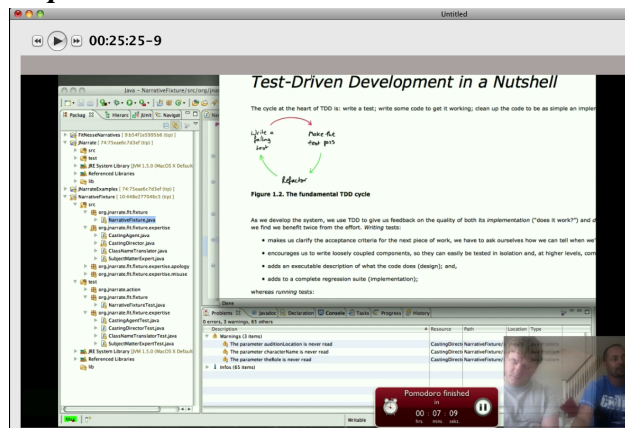 Untitled
00:25:25-9
Java - NarrativeFixture/src/org/jna
Test-Driven Development in a Nutshell
The cycle at the heart of TDD is: write a test; write some code to get it working; clean up the code to be as simple an implem
Write a failing test
Make the test pass
Refactor
Figure 1.2. The fundamental TDD cycle
As we develop the system, we use TDD to give us feedback on the quality of both its implementation ("does it work?") and d
we find we benefit twice from the effort. Writing tests:
• makes us clarify the acceptance criteria for the next piece of work, we have to ask ourselves how we can tell when we'
• encourages us to write loosely coupled components, so they can easily be tested in isolation and, at higher levels, com
• adds an executable description of what the code does (design); and,
• adds to a complete regression suite (implementation);
whereas running tests:
Done
Packag Hierarc JUnit Navigat
src
test
JRE System Library [JVM 1.5.0 (MacOS X Default
Referenced Libraries
lib
src
org.jnarrate.fit.fixture
NarrativeFixture.java
org.jnarrate.fit.fixture.expertise
CastingAgent.java
CastingDirector.java
ClassNameTranslator.java
SubjectMatterExpert.java
org.jnarrate.fit.fixture.expertise.apology
org.jnarrate.fit.fixture.expertise.misuse
test
org.jnarrate.action
org.jnarrate.fit.fixture
NarrativeFixtureTest.java
org.jnarrate.fit.fixture.expertise
CastingAgentTest.java
CastingDirectorTest.java
ClassNameTranslatorTest.java
SubjectMatterExpertTest.java
JRE System Library [JVM 1.5.0 (MacOS X Default
Referenced Libraries
lib
Problems Javadoc Declaration Console Tasks Progress History
0 errors, 3 warnings, 65 others
Description Resource Path Location Type
Warnings (3 items)
The parameter auditionLocation is never read CastingDirect NarrativeFixture/
The parameter characterName is never read CastingDirect NarrativeFixture/
The parameter theRole is never read CastingDirect NarrativeFixture/
Infos (65 items)
Writable
Pomodoro finished
in
00 : 07 : 09
hrs. mins. secs.